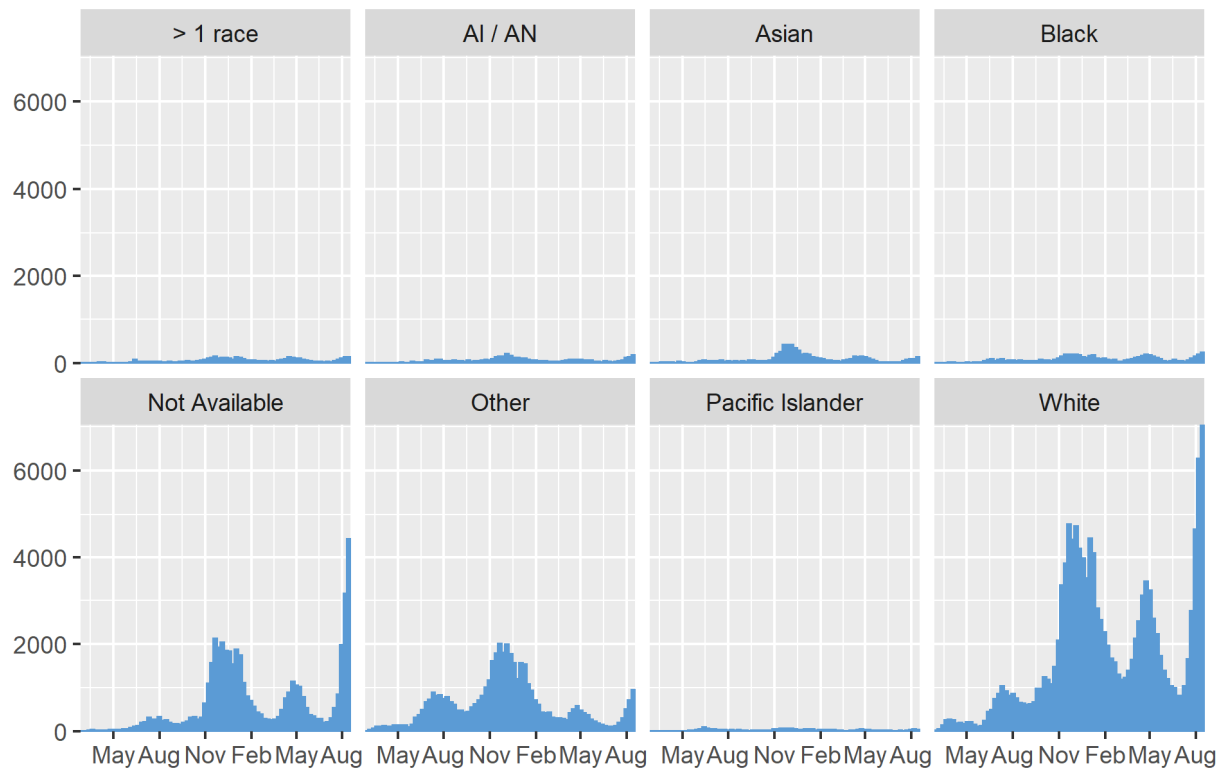 > 1 race AI / AN Asian Black
6000
4000
2000
0
Not Available Other Pacific Islander White
6000
4000
2000
0
May Aug Nov Feb May Aug May Aug Nov Feb May Aug May Aug Nov Feb May Aug May Aug Nov Feb May Aug